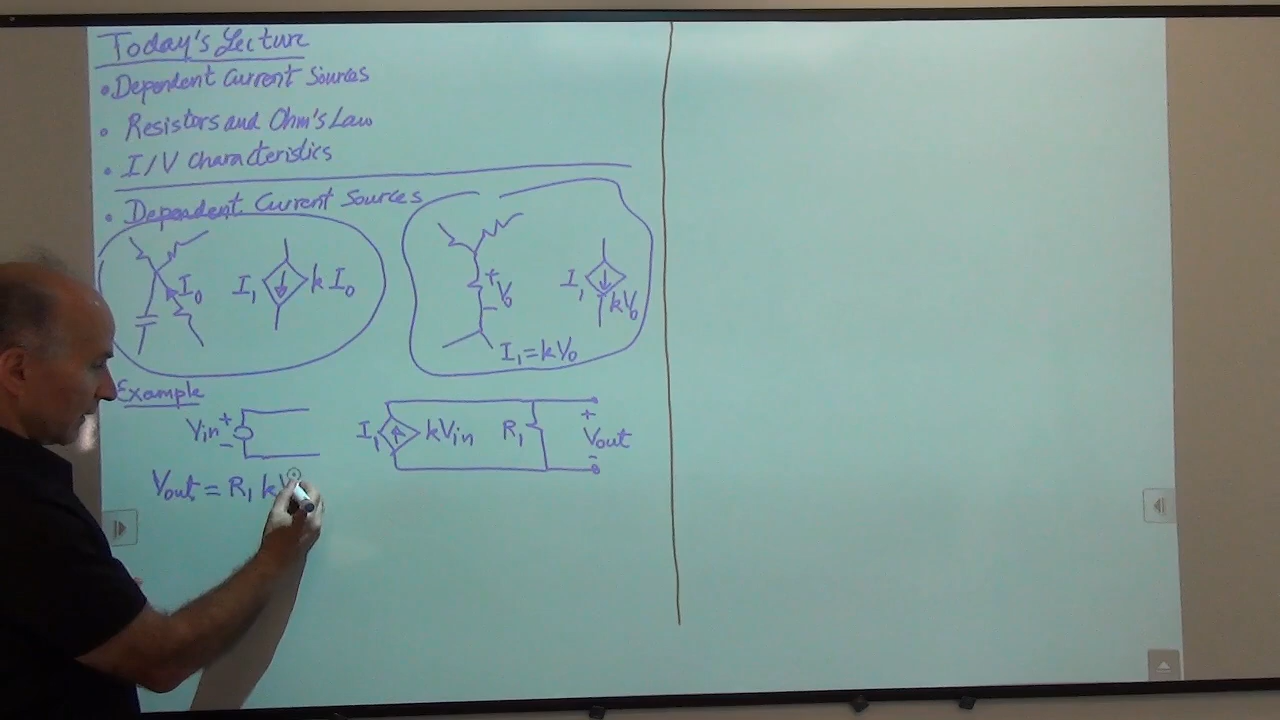 Today's Lecture
• Dependent Current Sources
• Resistors and Ohm's Law
• I/V Characteristics
• Dependent Current Sources
I0
I1 k I0
+
V0
-
I1 kV0
I1 = kV0
Example
Vin + -
I1 kVin R1
+
Vout
-
Vout = R1 kV